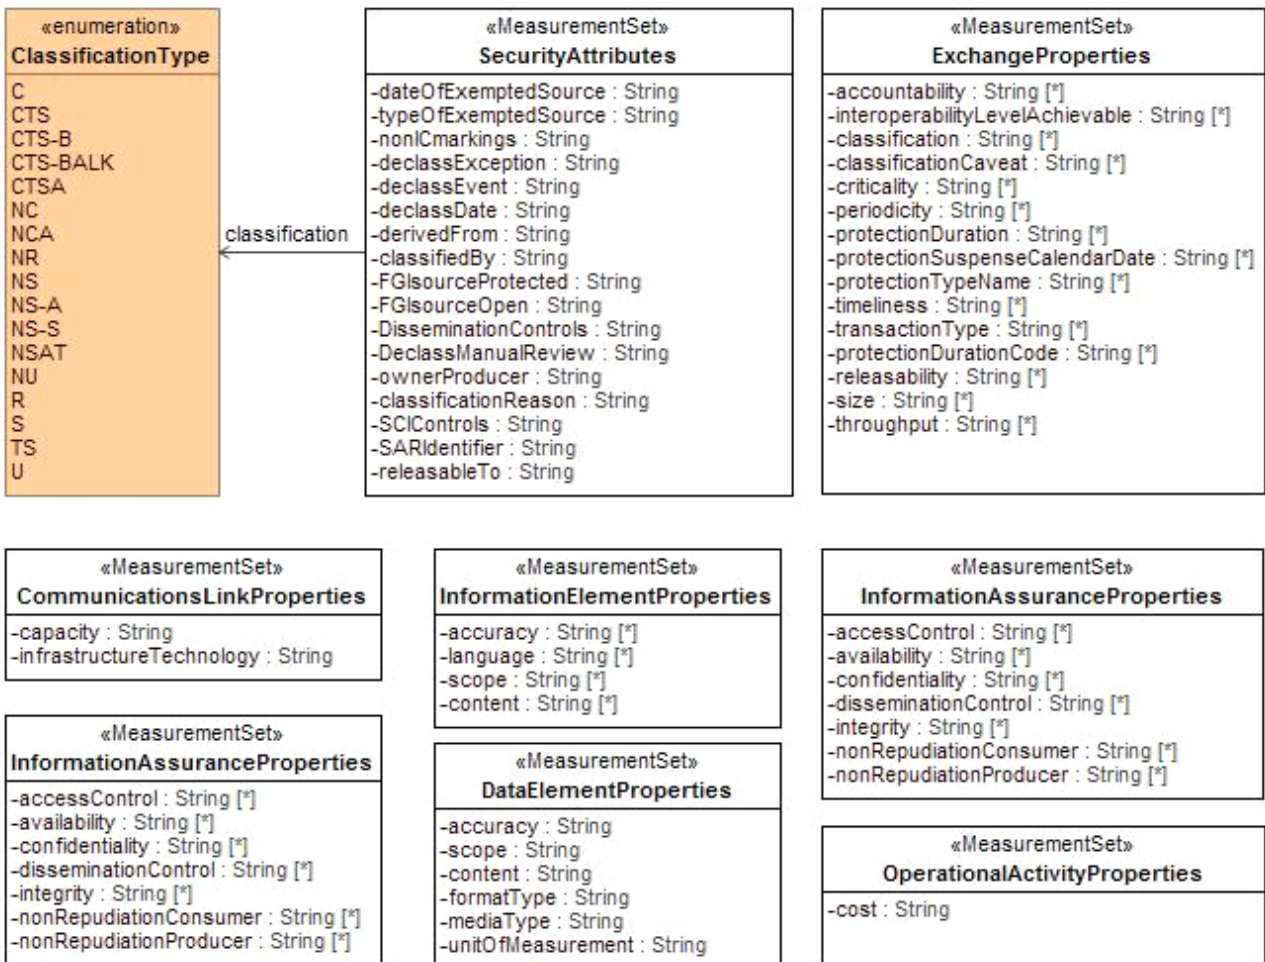 «enumeration»
ClassificationType
C
CTS
CTS-B
CTS-BALK
CTSA
NC
NCA
NR
NS
NS-A
NS-S
NSAT
NU
R
S
TS
U
classification
«MeasurementSet»
SecurityAttributes
-dateOfExemptedSource : String
-typeOfExemptedSource : String
-nonICmarkings : String
-declassException : String
-declassEvent : String
-declassDate : String
-derivedFrom : String
-classifiedBy : String
-FGIsourceProtected : String
-FGIsourceOpen : String
-DisseminationControls : String
-DeclassManualReview : String
-ownerProducer : String
-classificationReason : String
-SCIControls : String
-SARIdentifier : String
-releasableTo : String
«MeasurementSet»
ExchangeProperties
-accountability : String [*]
-interoperabilityLevelAchievable : String [*]
-classification : String [*]
-classificationCaveat : String [*]
-criticality : String [*]
-periodicity : String [*]
-protectionDuration : String [*]
-protectionSuspenseCalendarDate : String [*]
-protectionTypeName : String [*]
-timeliness : String [*]
-transactionType : String [*]
-protectionDurationCode : String [*]
-releasability : String [*]
-size : String [*]
-throughput : String [*]
«MeasurementSet»
CommunicationsLinkProperties
-capacity : String
-infrastructureTechnology : String
«MeasurementSet»
InformationElementProperties
-accuracy : String [*]
-language : String [*]
-scope : String [*]
-content : String [*]
«MeasurementSet»
InformationAssuranceProperties
-accessControl : String [*]
-availability : String [*]
-confidentiality : String [*]
-disseminationControl : String [*]
-integrity : String [*]
-nonRepudiationConsumer : String [*]
-nonRepudiationProducer : String [*]
«MeasurementSet»
InformationAssuranceProperties
-accessControl : String [*]
-availability : String [*]
-confidentiality : String [*]
-disseminationControl : String [*]
-integrity : String [*]
-nonRepudiationConsumer : String [*]
-nonRepudiationProducer : String [*]
«MeasurementSet»
DataElementProperties
-accuracy : String
-scope : String
-content : String
-formatType : String
-mediaType : String
-unitOfMeasurement : String
«MeasurementSet»
OperationalActivityProperties
-cost : String